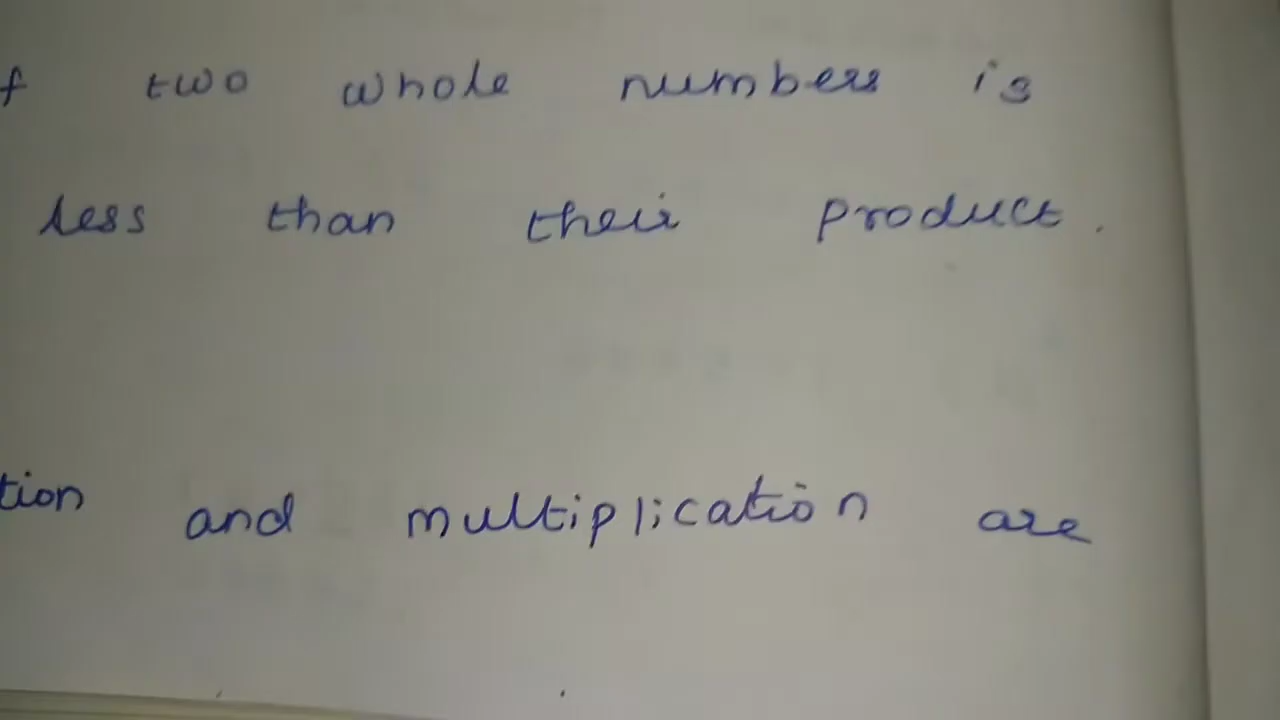 f two whole numbers is
less than their product.
tion and multiplication are